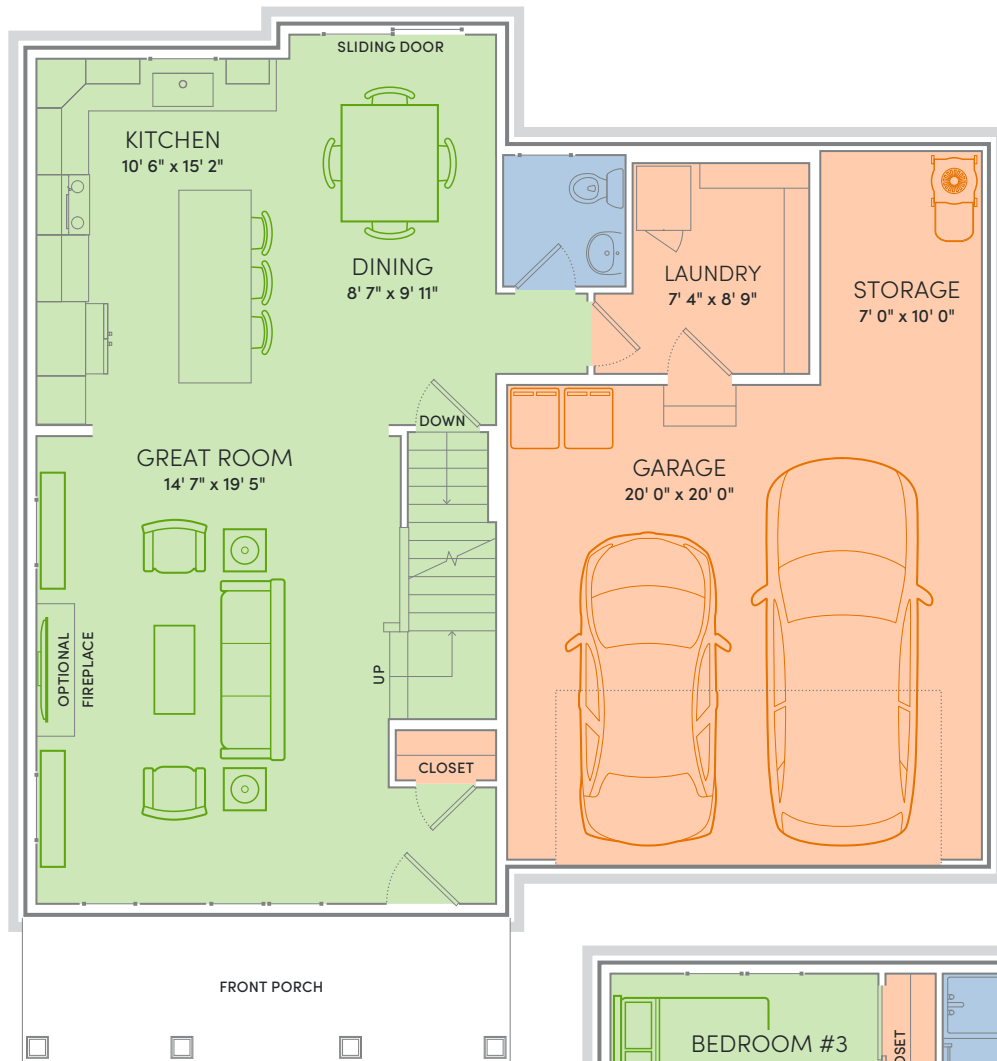 SLIDING DOOR
KITCHEN
10' 6" x 15' 2"
DINING
8' 7" x 9' 11"
LAUNDRY
7' 4" x 8' 9"
STORAGE
7' 0" x 10' 0"
DOWN
GREAT ROOM
14' 7" x 19' 5"
GARAGE
20' 0" x 20' 0"
OPTIONAL
FIREPLACE
UP
CLOSET
FRONT PORCH
BEDROOM #3